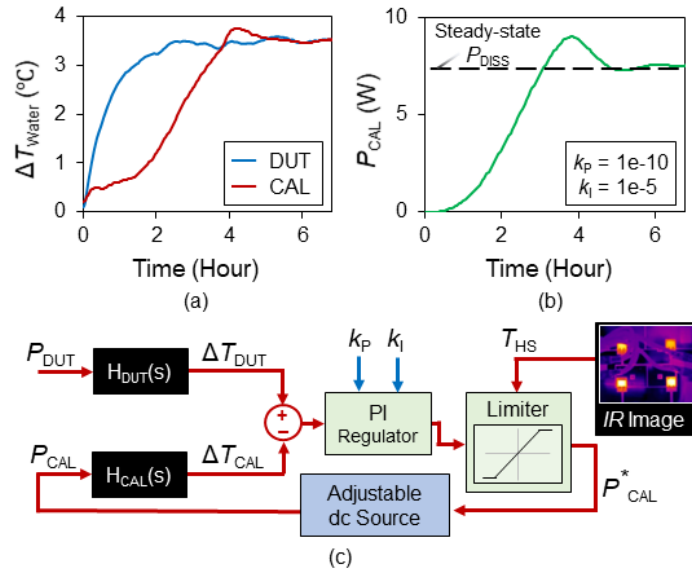 4
3
2
1
0
ΔT_Water (°C)
DUT
CAL
0 2 4 6
Time (Hour)
(a)
10
5
0
P_CAL (W)
Steady-state
P_DISS
k_P = 1e-10
k_I = 1e-5
0 2 4 6
Time (Hour)
(b)
P_DUT
H_DUT(s)
ΔT_DUT
k_P k_I
T_HS
IR Image
+
−
PI
Regulator
Limiter
P_CAL
H_CAL(s)
ΔT_CAL
Adjustable
dc Source
P*_CAL
(c)